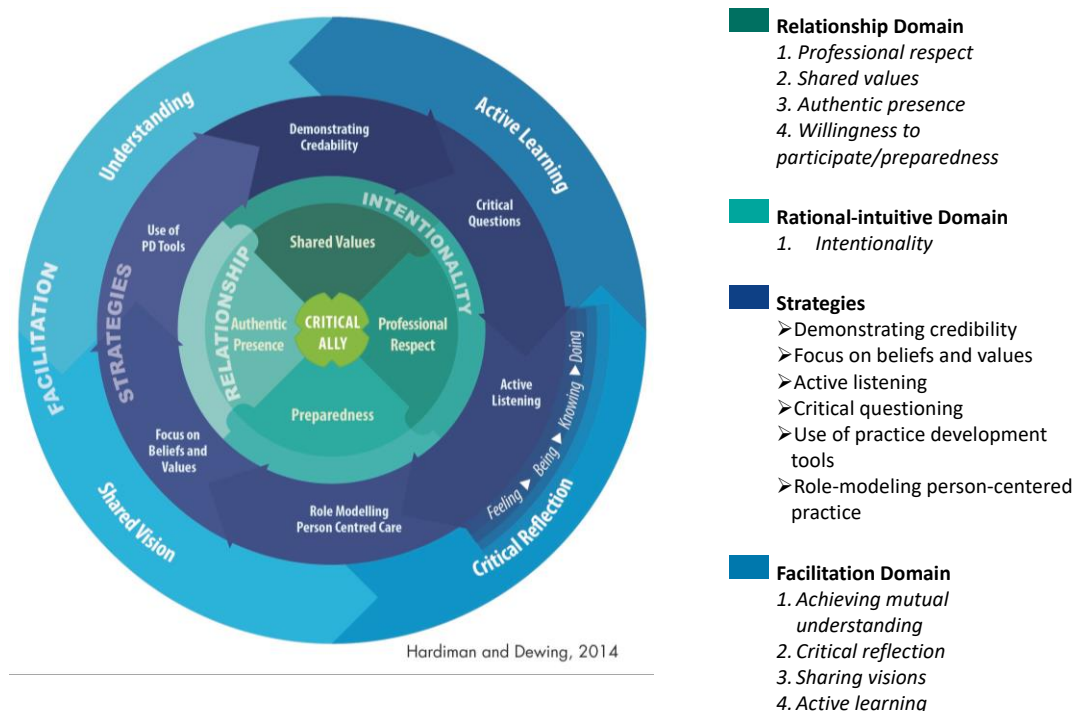 Understanding
Active Learning
Critical Reflection
Shared Vision
FACILITATION
STRATEGIES
Demonstrating
Credability
Critical
Questions
Active
Listening
Role Modelling
Person Centred Care
Focus on
Beliefs and
Values
Use of
PD Tools
Feeling ▶ Being ▶ Knowing ▶ Doing
INTENTIONALITY
RELATIONSHIP
Shared Values
Professional
Respect
Preparedness
Authentic
Presence
CRITICAL
ALLY
Hardiman and Dewing, 2014
Relationship Domain
1. Professional respect
2. Shared values
3. Authentic presence
4. Willingness to
participate/preparedness
Rational-intuitive Domain
1. Intentionality
Strategies
➢Demonstrating credibility
➢Focus on beliefs and values
➢Active listening
➢Critical questioning
➢Use of practice development
tools
➢Role-modeling person-centered
practice
Facilitation Domain
1. Achieving mutual
understanding
2. Critical reflection
3. Sharing visions
4. Active learning